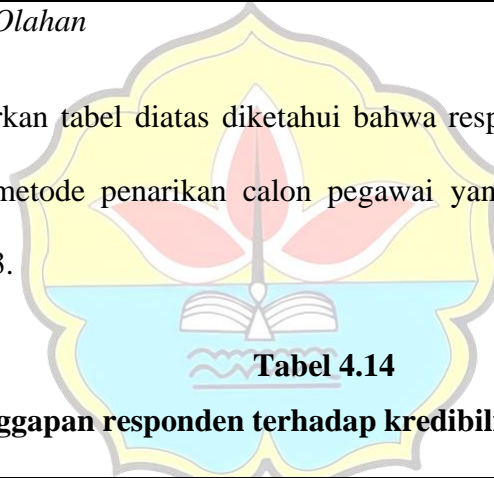 Olahan
rkan tabel diatas diketahui bahwa resp
metode penarikan calon pegawai yan
3.
Tabel 4.14
ggapan responden terhadap kredibili